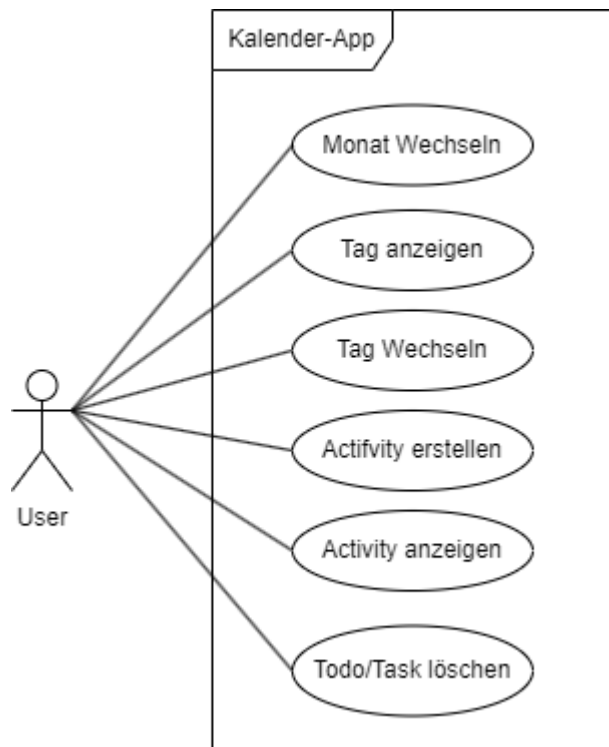 Kalender-App
Monat Wechseln
Tag anzeigen
Tag Wechseln
Actifvity erstellen
Activity anzeigen
User
Todo/Task löschen